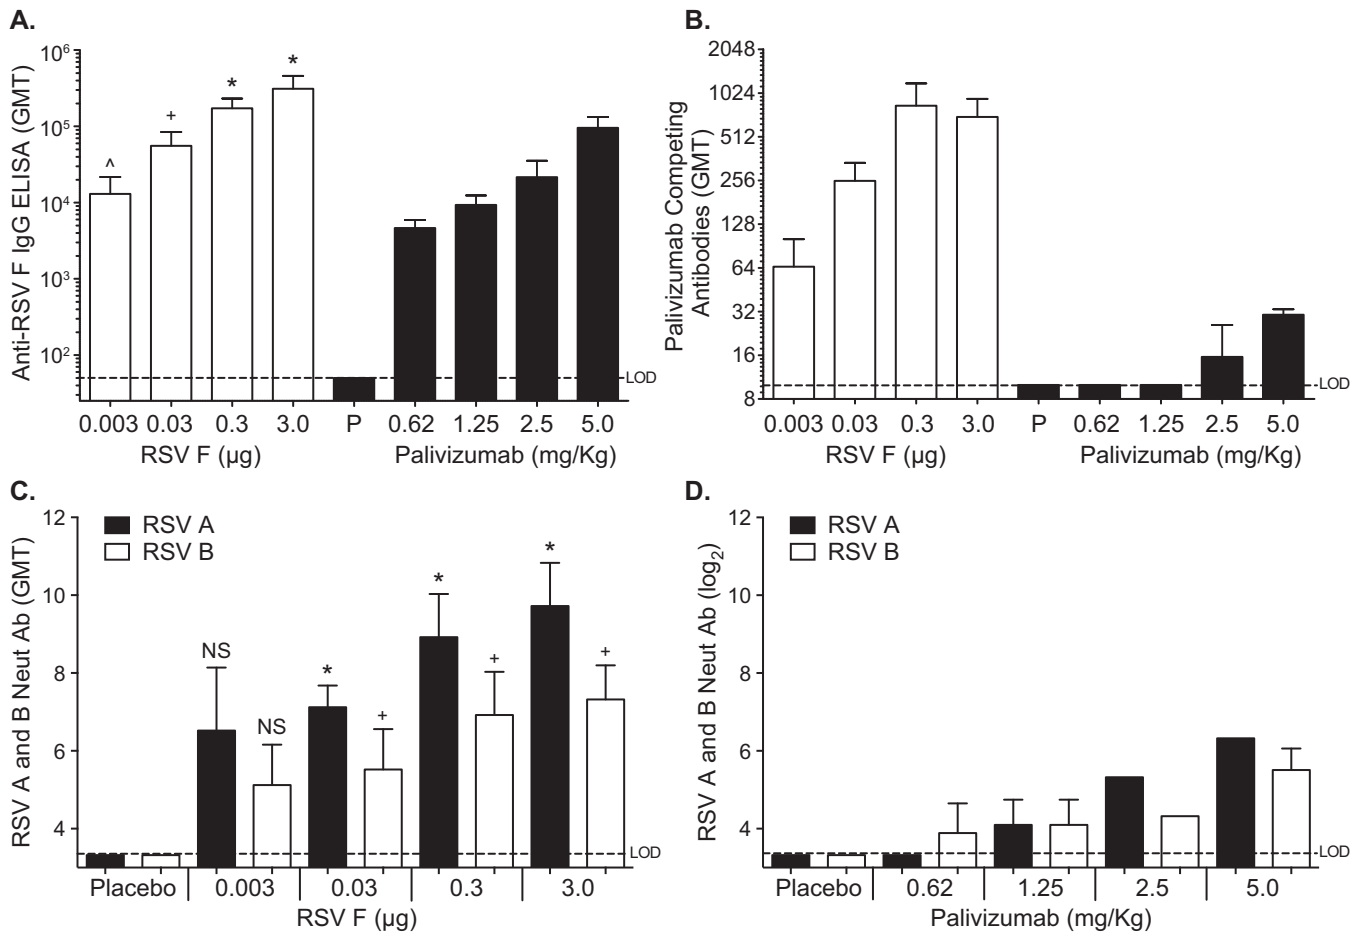 A.
Anti-RSV F IgG ELISA (GMT)
10⁶
10⁵
10⁴
10³
10²
^
+
*
*
LOD
0.003 0.03 0.3 3.0 P 0.62 1.25 2.5 5.0
RSV F (µg) Palivizumab (mg/Kg)
B.
Palivizumab Competing
Antibodies (GMT)
2048
1024
512
256
128
64
32
16
8
LOD
0.003 0.03 0.3 3.0 P 0.62 1.25 2.5 5.0
RSV F (µg) Palivizumab (mg/Kg)
C.
RSV A and B Neut Ab (GMT)
12
10
8
6
4
RSV A
RSV B
NS
NS
*
+
*
+
*
+
LOD
Placebo 0.003 0.03 0.3 3.0
RSV F (µg)
D.
RSV A and B Neut Ab (log₂)
12
10
8
6
4
RSV A
RSV B
LOD
Placebo 0.62 1.25 2.5 5.0
Palivizumab (mg/Kg)